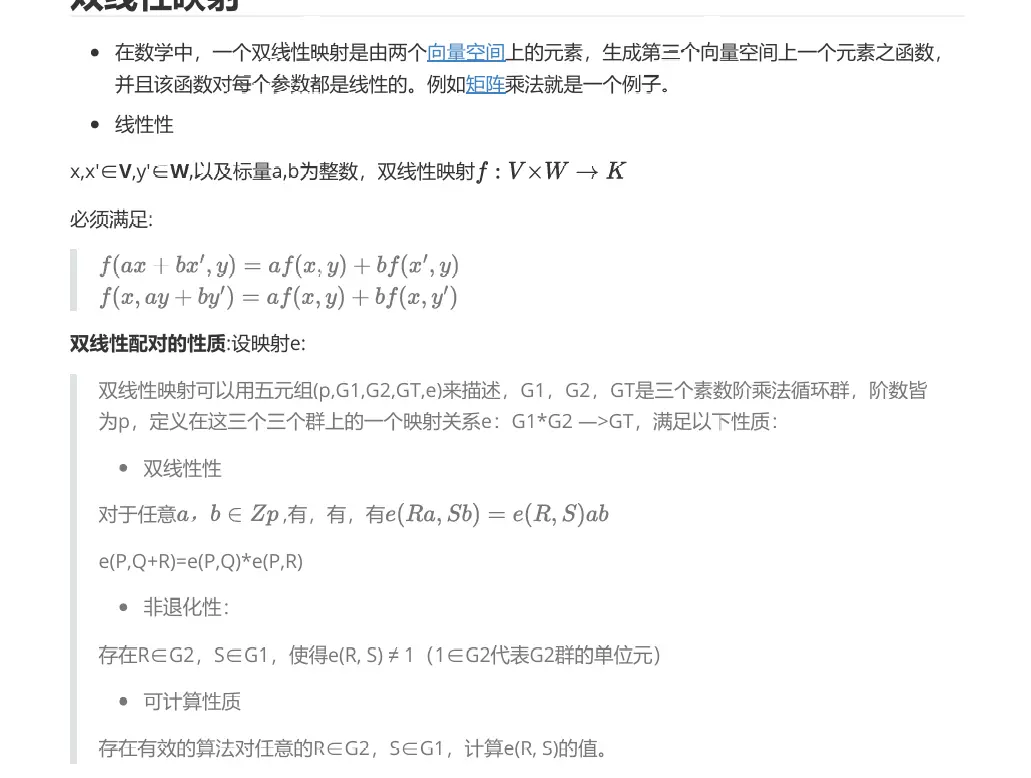 双线性映射
在数学中，一个双线性映射是由两个向量空间上的元素，生成第三个向量空间上一个元素之函数，
并且该函数对每个参数都是线性的。例如矩阵乘法就是一个例子。
线性性
x,x'∈V,y'∈W,以及标量a,b为整数，双线性映射f : V×W → K
必须满足:
f(ax + bx′, y) = af(x, y) + bf(x′, y)
f(x, ay + by′) = af(x, y) + bf(x, y′)
双线性配对的性质:设映射e:
双线性映射可以用五元组(p,G1,G2,GT,e)来描述，G1，G2，GT是三个素数阶乘法循环群，阶数皆
为p，定义在这三个三个群上的一个映射关系e：G1*G2 —>GT，满足以下性质：
双线性性
对于任意a，b ∈ Zp ,有，有，有e(Ra, Sb) = e(R, S)ab
e(P,Q+R)=e(P,Q)*e(P,R)
非退化性：
存在R∈G2，S∈G1，使得e(R, S) ≠ 1（1∈G2代表G2群的单位元）
可计算性质
存在有效的算法对任意的R∈G2，S∈G1，计算e(R, S)的值。